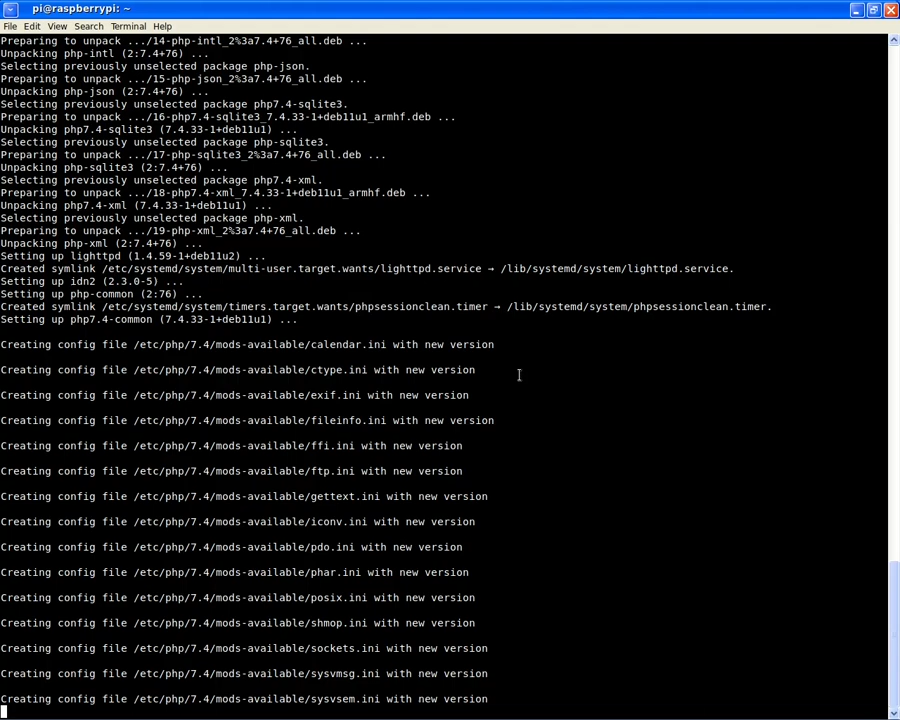 pi@raspberrypi: ~
File Edit View Search Terminal Help
Preparing to unpack .../14-php-intl_2%3a7.4+76_all.deb ...
Unpacking php-intl (2:7.4+76) ...
Selecting previously unselected package php-json.
Preparing to unpack .../15-php-json_2%3a7.4+76_all.deb ...
Unpacking php-json (2:7.4+76) ...
Selecting previously unselected package php7.4-sqlite3.
Preparing to unpack .../16-php7.4-sqlite3_7.4.33-1+deb11u1_armhf.deb ...
Unpacking php7.4-sqlite3 (7.4.33-1+deb11u1) ...
Selecting previously unselected package php-sqlite3.
Preparing to unpack .../17-php-sqlite3_2%3a7.4+76_all.deb ...
Unpacking php-sqlite3 (2:7.4+76) ...
Selecting previously unselected package php7.4-xml.
Preparing to unpack .../18-php7.4-xml_7.4.33-1+deb11u1_armhf.deb ...
Unpacking php7.4-xml (7.4.33-1+deb11u1) ...
Selecting previously unselected package php-xml.
Preparing to unpack .../19-php-xml_2%3a7.4+76_all.deb ...
Unpacking php-xml (2:7.4+76) ...
Setting up lighttpd (1.4.59-1+deb11u2) ...
Created symlink /etc/systemd/system/multi-user.target.wants/lighttpd.service → /lib/systemd/system/lighttpd.service.
Setting up idn2 (2.3.0-5) ...
Setting up php-common (2:76) ...
Created symlink /etc/systemd/system/timers.target.wants/phpsessionclean.timer → /lib/systemd/system/phpsessionclean.timer.
Setting up php7.4-common (7.4.33-1+deb11u1) ...
Creating config file /etc/php/7.4/mods-available/calendar.ini with new version
Creating config file /etc/php/7.4/mods-available/ctype.ini with new version
Creating config file /etc/php/7.4/mods-available/exif.ini with new version
Creating config file /etc/php/7.4/mods-available/fileinfo.ini with new version
Creating config file /etc/php/7.4/mods-available/ffi.ini with new version
Creating config file /etc/php/7.4/mods-available/ftp.ini with new version
Creating config file /etc/php/7.4/mods-available/gettext.ini with new version
Creating config file /etc/php/7.4/mods-available/iconv.ini with new version
Creating config file /etc/php/7.4/mods-available/pdo.ini with new version
Creating config file /etc/php/7.4/mods-available/phar.ini with new version
Creating config file /etc/php/7.4/mods-available/posix.ini with new version
Creating config file /etc/php/7.4/mods-available/shmop.ini with new version
Creating config file /etc/php/7.4/mods-available/sockets.ini with new version
Creating config file /etc/php/7.4/mods-available/sysvmsg.ini with new version
Creating config file /etc/php/7.4/mods-available/sysvsem.ini with new version